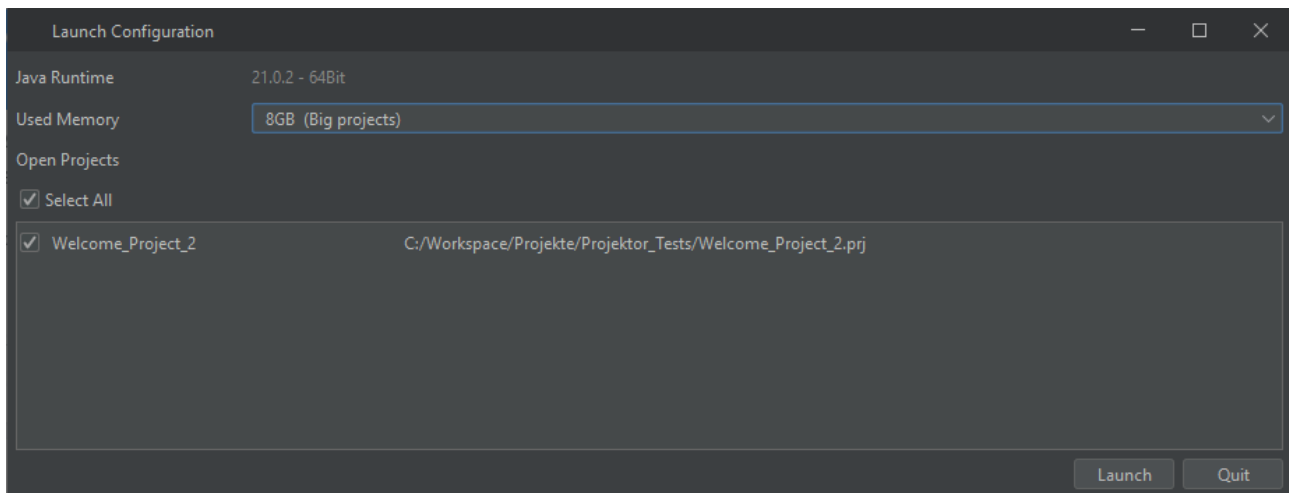 Launch Configuration
Java Runtime 21.0.2 - 64Bit
Used Memory 8GB (Big projects)
Open Projects
Select All
Welcome_Project_2 C:/Workspace/Projekte/Projektor_Tests/Welcome_Project_2.prj
Launch Quit